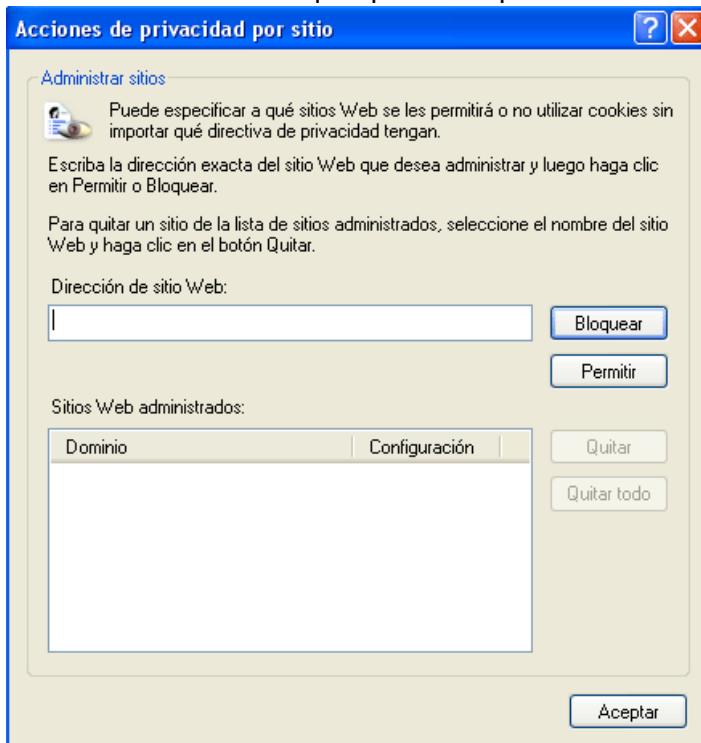 Acciones de privacidad por sitio
Administrar sitios
Puede especificar a qué sitios Web se les permitirá o no utilizar cookies sin
importar qué directiva de privacidad tengan.
Escriba la dirección exacta del sitio Web que desea administrar y luego haga clic
en Permitir o Bloquear.
Para quitar un sitio de la lista de sitios administrados, seleccione el nombre del sitio
Web y haga clic en el botón Quitar.
Dirección de sitio Web:
Bloquear
Permitir
Sitios Web administrados:
Dominio Configuración
Quitar
Quitar todo
Aceptar